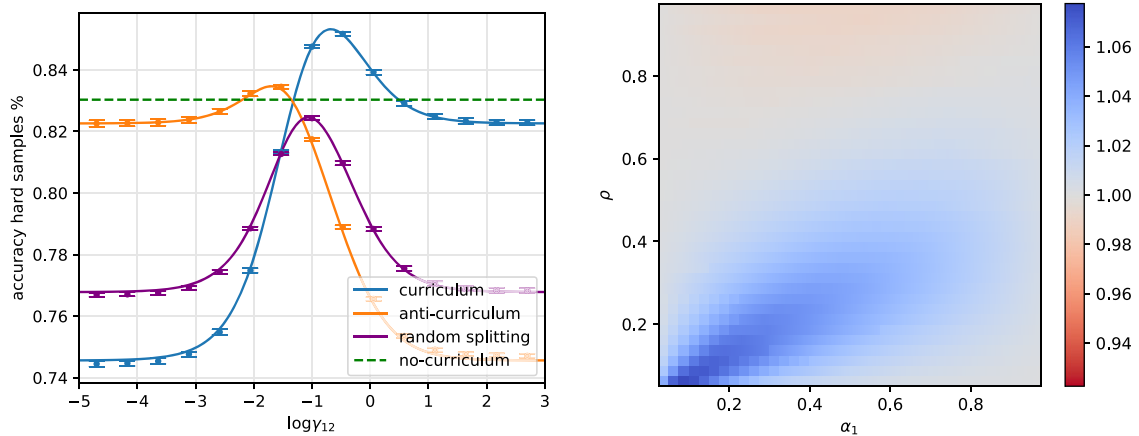 accuracy hard samples %
0.84
0.82
0.80
0.78
0.76
0.74
-5 -4 -3 -2 -1 0 1 2 3
logγ12
curriculum
anti-curriculum
random splitting
no-curriculum
ρ
0.8
0.6
0.4
0.2
0.2 0.4 0.6 0.8
α1
1.06
1.04
1.02
1.00
0.98
0.96
0.94